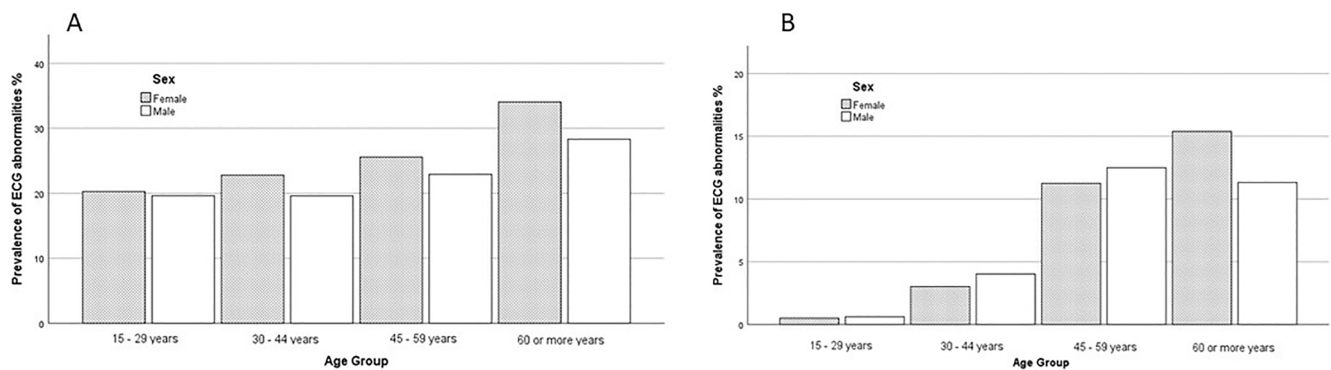 A
Prevalence of ECG abnormalities %
40
30
20
10
0
Sex
Female
Male
15 - 29 years
30 - 44 years
45 - 59 years
60 or more years
Age Group
B
Prevalence of ECG abnormalities %
20
15
10
5
0
Sex
Female
Male
15 - 29 years
30 - 44 years
45 - 59 years
60 or more years
Age Group